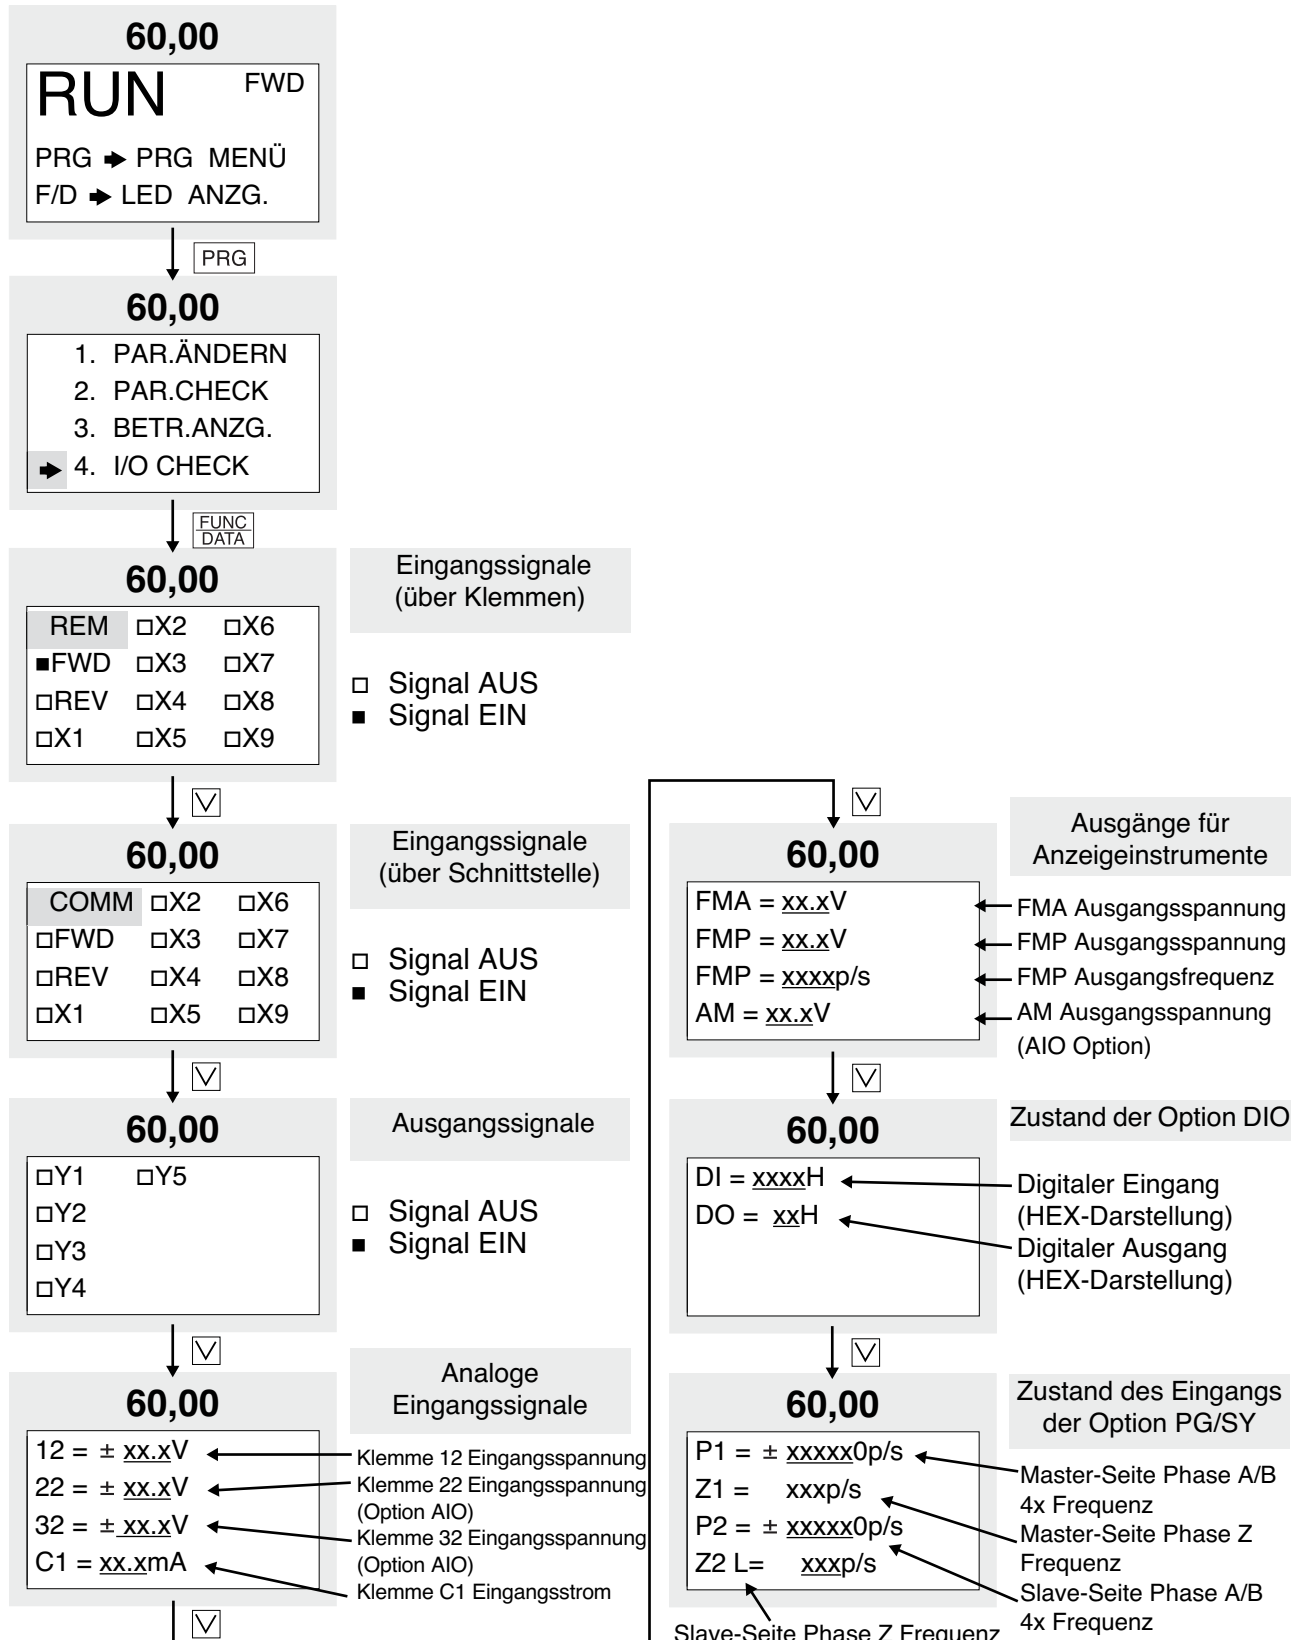 60,00
RUN FWD
PRG ➡ PRG MENÜ
F/D ➡ LED ANZG.
PRG
60,00
1. PAR.ÄNDERN
2. PAR.CHECK
3. BETR.ANZG.
➡ 4. I/O CHECK
FUNC
DATA
60,00
REM □X2 □X6
■FWD □X3 □X7
□REV □X4 □X8
□X1 □X5 □X9
Eingangssignale
(über Klemmen)
□ Signal AUS
■ Signal EIN
60,00
COMM □X2 □X6
□FWD □X3 □X7
□REV □X4 □X8
□X1 □X5 □X9
Eingangssignale
(über Schnittstelle)
□ Signal AUS
■ Signal EIN
60,00
□Y1 □Y5
□Y2
□Y3
□Y4
Ausgangssignale
□ Signal AUS
■ Signal EIN
60,00
12 = ± xx.xV
22 = ± xx.xV
32 = ± xx.xV
C1 = xx.xmA
Analoge
Eingangssignale
Klemme 12 Eingangsspannung
Klemme 22 Eingangsspannung
(Option AIO)
Klemme 32 Eingangsspannung
(Option AIO)
Klemme C1 Eingangsstrom
60,00
FMA = xx.xV
FMP = xx.xV
FMP = xxxxp/s
AM = xx.xV
Ausgänge für
Anzeigeinstrumente
FMA Ausgangsspannung
FMP Ausgangsspannung
FMP Ausgangsfrequenz
AM Ausgangsspannung
(AIO Option)
60,00
DI = xxxxH
DO = xxH
Zustand der Option DIO
Digitaler Eingang
(HEX-Darstellung)
Digitaler Ausgang
(HEX-Darstellung)
60,00
P1 = ± xxxxx0p/s
Z1 = xxxp/s
P2 = ± xxxxx0p/s
Z2 L= xxxp/s
Zustand des Eingangs
der Option PG/SY
Master-Seite Phase A/B
4x Frequenz
Master-Seite Phase Z
Frequenz
Slave-Seite Phase A/B
4x Frequenz
Slave-Seite Phase Z Frequenz